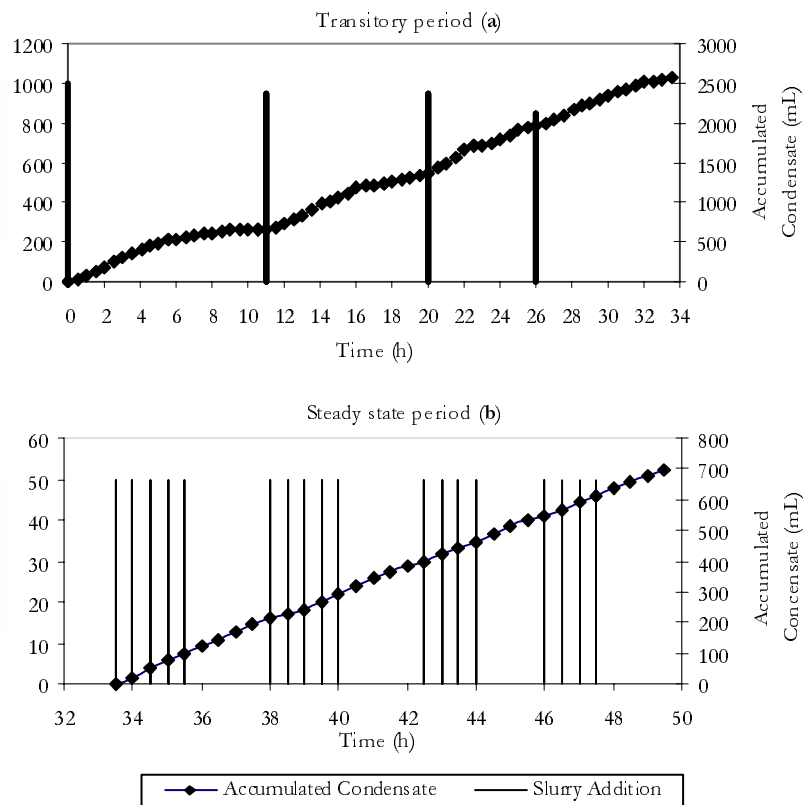 Transitory period (a)
1200
1000
800
600
400
200
0
3000
2500
2000
1500
1000
500
0
Accumulated
Condensate (mL)
0 2 4 6 8 10 12 14 16 18 20 22 24 26 28 30 32 34
Time (h)
Steady state period (b)
60
50
40
30
20
10
0
800
700
600
500
400
300
200
100
0
Accumulated
Concensate (mL)
32 34 36 38 40 42 44 46 48 50
Time (h)
Accumulated Condensate Slurry Addition